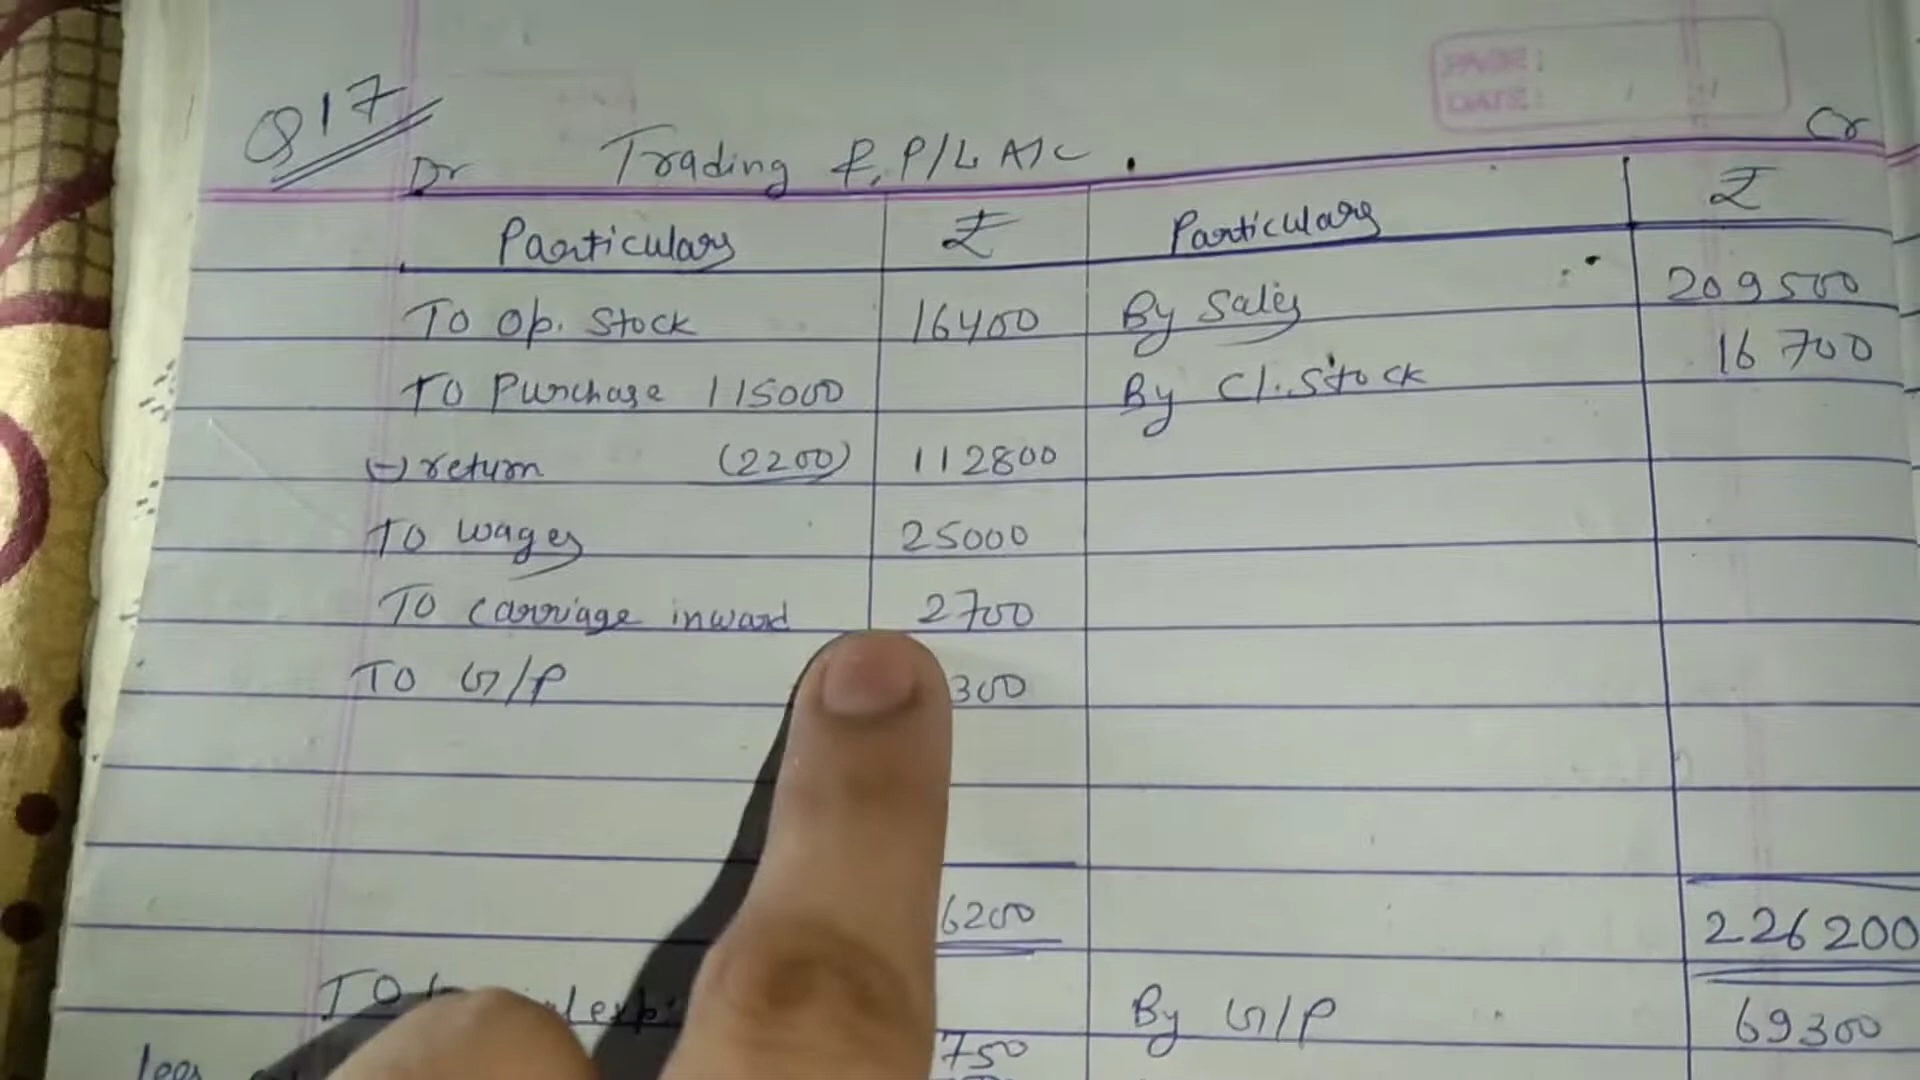 PAGE:
DATE:
Q17
Dr Trading & P/L A/c Cr
Particulars ₹ Particulars ₹
To Op. Stock 16400 By Sales 209500
To Purchase 115000 By Cl. Stock 16700
(-) return (2200) 112800
To wages 25000
To Carriage inward 2700
To G/P 300
6200 226200
To By G/P 69300
750